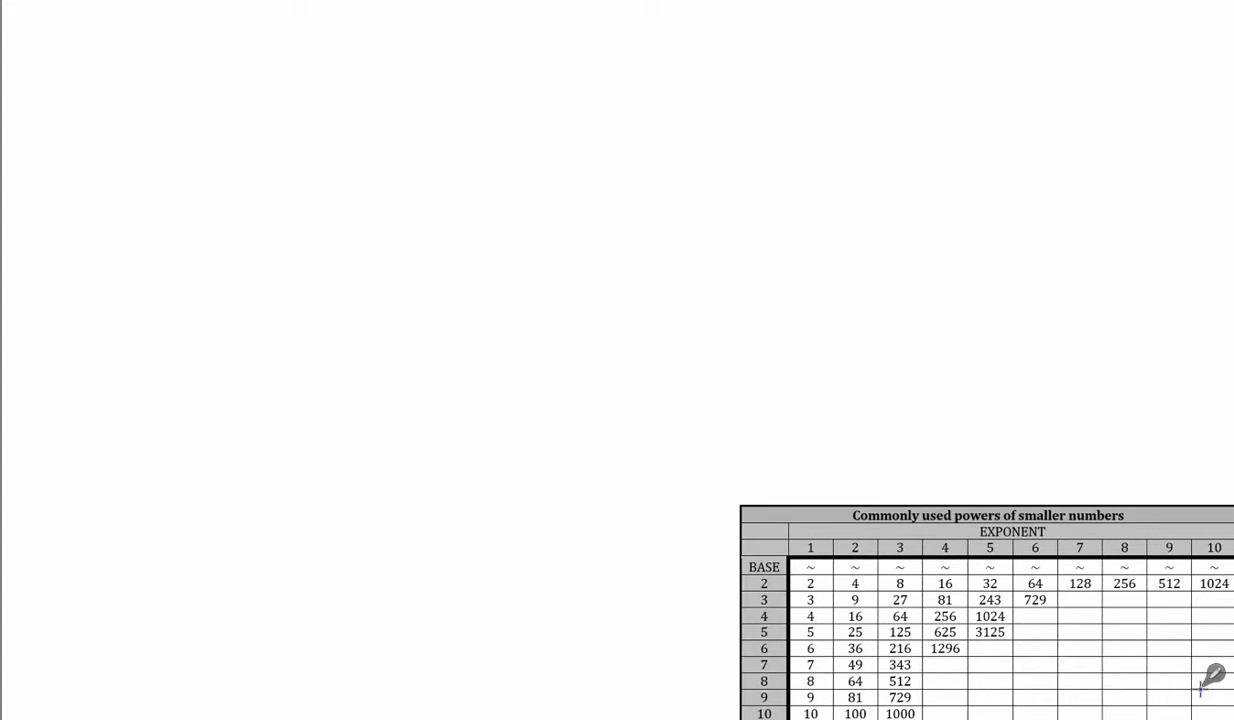 Commonly used powers of smaller numbers
EXPONENT
1 2 3 4 5 6 7 8 9 10
BASE ~ ~ ~ ~ ~ ~ ~ ~ ~ ~
2 2 4 8 16 32 64 128 256 512 1024
3 3 9 27 81 243 729
4 4 16 64 256 1024
5 5 25 125 625 3125
6 6 36 216 1296
7 7 49 343
8 8 64 512
9 9 81 729
10 10 100 1000